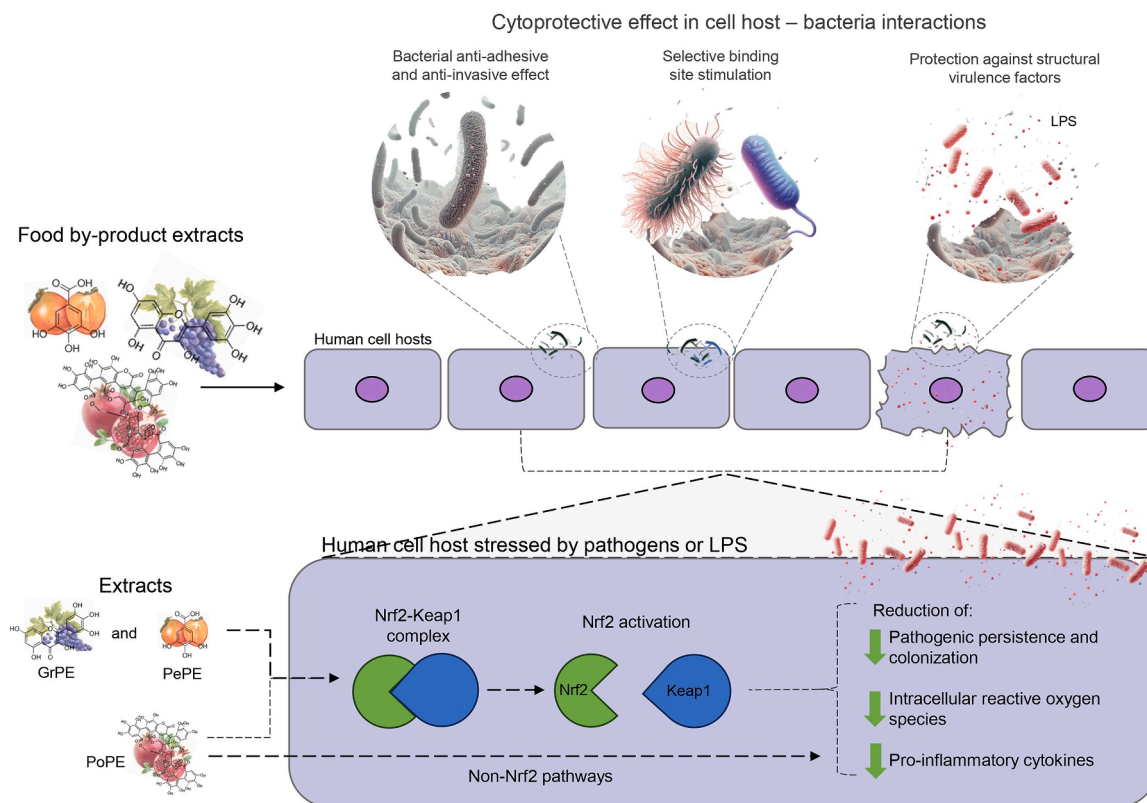 Cytoprotective effect in cell host – bacteria interactions
Bacterial anti-adhesive
and anti-invasive effect
Selective binding
site stimulation
Protection against structural
virulence factors
LPS
Food by-product extracts
Human cell hosts
Human cell host stressed by pathogens or LPS
Extracts
GrPE
and
PePE
PoPE
Nrf2-Keap1
complex
Nrf2 activation
Nrf2
Keap1
Non-Nrf2 pathways
Reduction of:
Pathogenic persistence and
colonization
Intracellular reactive oxygen
species
Pro-inflammatory cytokines